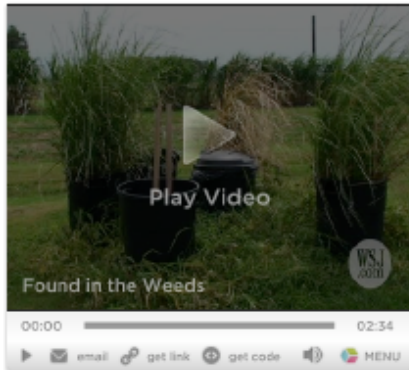 Play Video
WSJ
.com
Found in the Weeds
00:00 02:34
email get link get code MENU